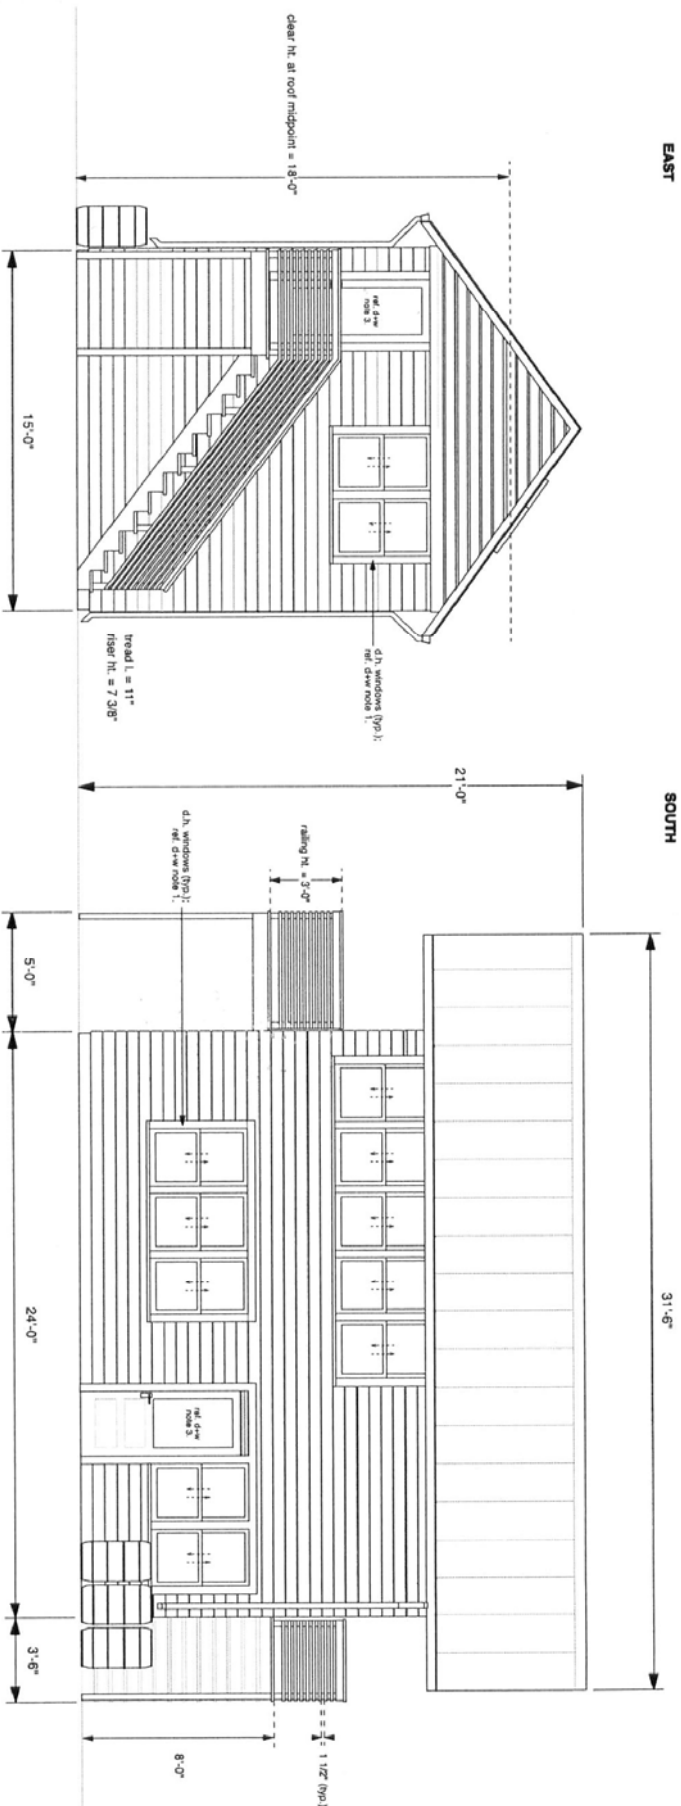 EAST
clear ht. at roof midpoint = 18'-0"
ref. d+w
note 3.
d.h. windows (typ.);
ref. d+w note 1.
15'-0"
tread l. = 11"
riser ht. = 7 3/8"
SOUTH
31'-6"
21'-0"
railing ht. = 3'-0"
d.h. windows (typ.);
ref. d+w note 1.
ref. d+w
note 3.
= 1 1/2" (typ.)
8'-0"
5'-0"
24'-0"
3'-6"